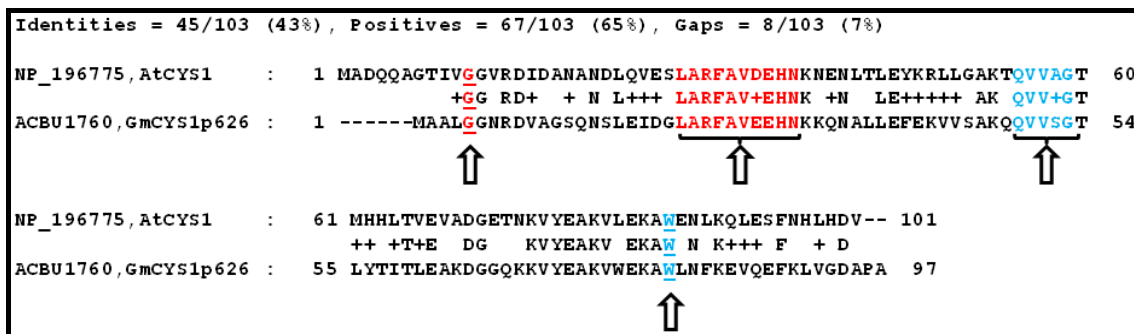 Identities = 45/103 (43%), Positives = 67/103 (65%), Gaps = 8/103 (7%)
NP_196775,AtCYS1 : 1 MADQQAGTIVGGVRDIDANANDLQVESLARFAVDEHNKNENLTLEYKRLLGAKTQVVAGT 60
+GG RD+ + N L+++ LARFAV+EHNK +N LE+++++ AK QVV+GT
ACBU1760,GmCYS1p626 : 1 ------MAALGGNRDVAGSQNSLEIDGLARFAVEEHNKKQNALLEFEKVVSAKQQVVSGT 54
NP_196775,AtCYS1 : 61 MHHLTVEVADGETNKVYEAKVLEKAWENLKQLESFNHLHDV-- 101
++ +T+E DG KVYEAKV EKAW N K+++ F + D
ACBU1760,GmCYS1p626 : 55 LYTITLEAKDGGQKKVYEAKVWEKAWLNFKEVQEFKLVGDAPA 97